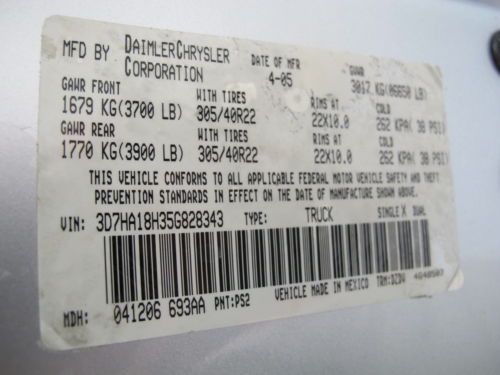 MFD BY DAIMLERCHRYSLER CORPORATION DATE OF MFR 4-05 GVWR 3017 KG(06650 LB)
GAWR FRONT WITH TIRES RIMS AT COLD
1679 KG(3700 LB) 305/40R22 22X10.0 262 KPA( 38 PSI)
GAWR REAR WITH TIRES RIMS AT COLD
1770 KG(3900 LB) 305/40R22 22X10.0 262 KPA( 38 PSI)
THIS VEHICLE CONFORMS TO ALL APPLICABLE FEDERAL MOTOR VEHICLE SAFETY AND THEFT
PREVENTION STANDARDS IN EFFECT ON THE DATE OF MANUFACTURE SHOWN ABOVE.
VIN: 3D7HA18H35G828343 TYPE: TRUCK SINGLE X DUAL
MDH: 041206 693AA PNT:PS2 VEHICLE MADE IN MEXICO TRM:DZDV